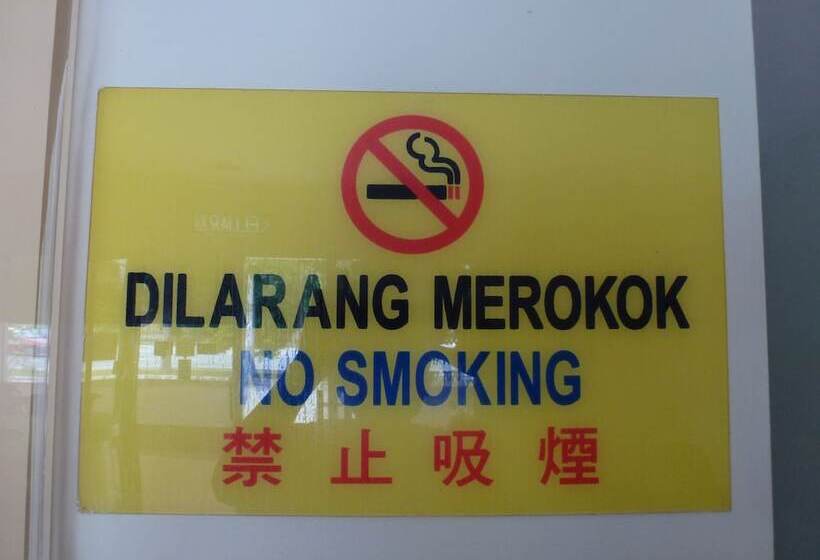 DILARANG MEROKOK
NO SMOKING
禁止吸煙